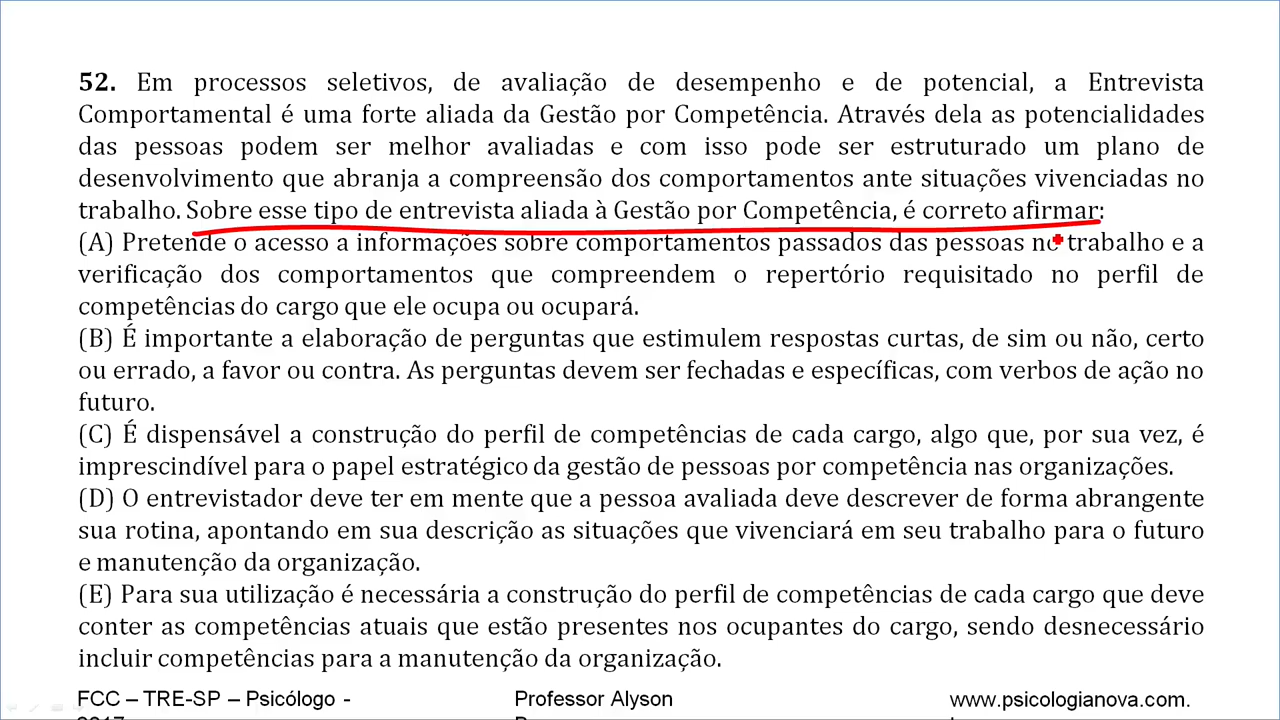 52. Em processos seletivos, de avaliação de desempenho e de potencial, a Entrevista
Comportamental é uma forte aliada da Gestão por Competência. Através dela as potencialidades
das pessoas podem ser melhor avaliadas e com isso pode ser estruturado um plano de
desenvolvimento que abranja a compreensão dos comportamentos ante situações vivenciadas no
trabalho. Sobre esse tipo de entrevista aliada à Gestão por Competência, é correto afirmar:
(A) Pretende o acesso a informações sobre comportamentos passados das pessoas no trabalho e a
verificação dos comportamentos que compreendem o repertório requisitado no perfil de
competências do cargo que ele ocupa ou ocupará.
(B) É importante a elaboração de perguntas que estimulem respostas curtas, de sim ou não, certo
ou errado, a favor ou contra. As perguntas devem ser fechadas e específicas, com verbos de ação no
futuro.
(C) É dispensável a construção do perfil de competências de cada cargo, algo que, por sua vez, é
imprescindível para o papel estratégico da gestão de pessoas por competência nas organizações.
(D) O entrevistador deve ter em mente que a pessoa avaliada deve descrever de forma abrangente
sua rotina, apontando em sua descrição as situações que vivenciará em seu trabalho para o futuro
e manutenção da organização.
(E) Para sua utilização é necessária a construção do perfil de competências de cada cargo que deve
conter as competências atuais que estão presentes nos ocupantes do cargo, sendo desnecessário
incluir competências para a manutenção da organização.
FCC – TRE-SP – Psicólogo -
2017
Professor Alyson
www.psicologianova.com.